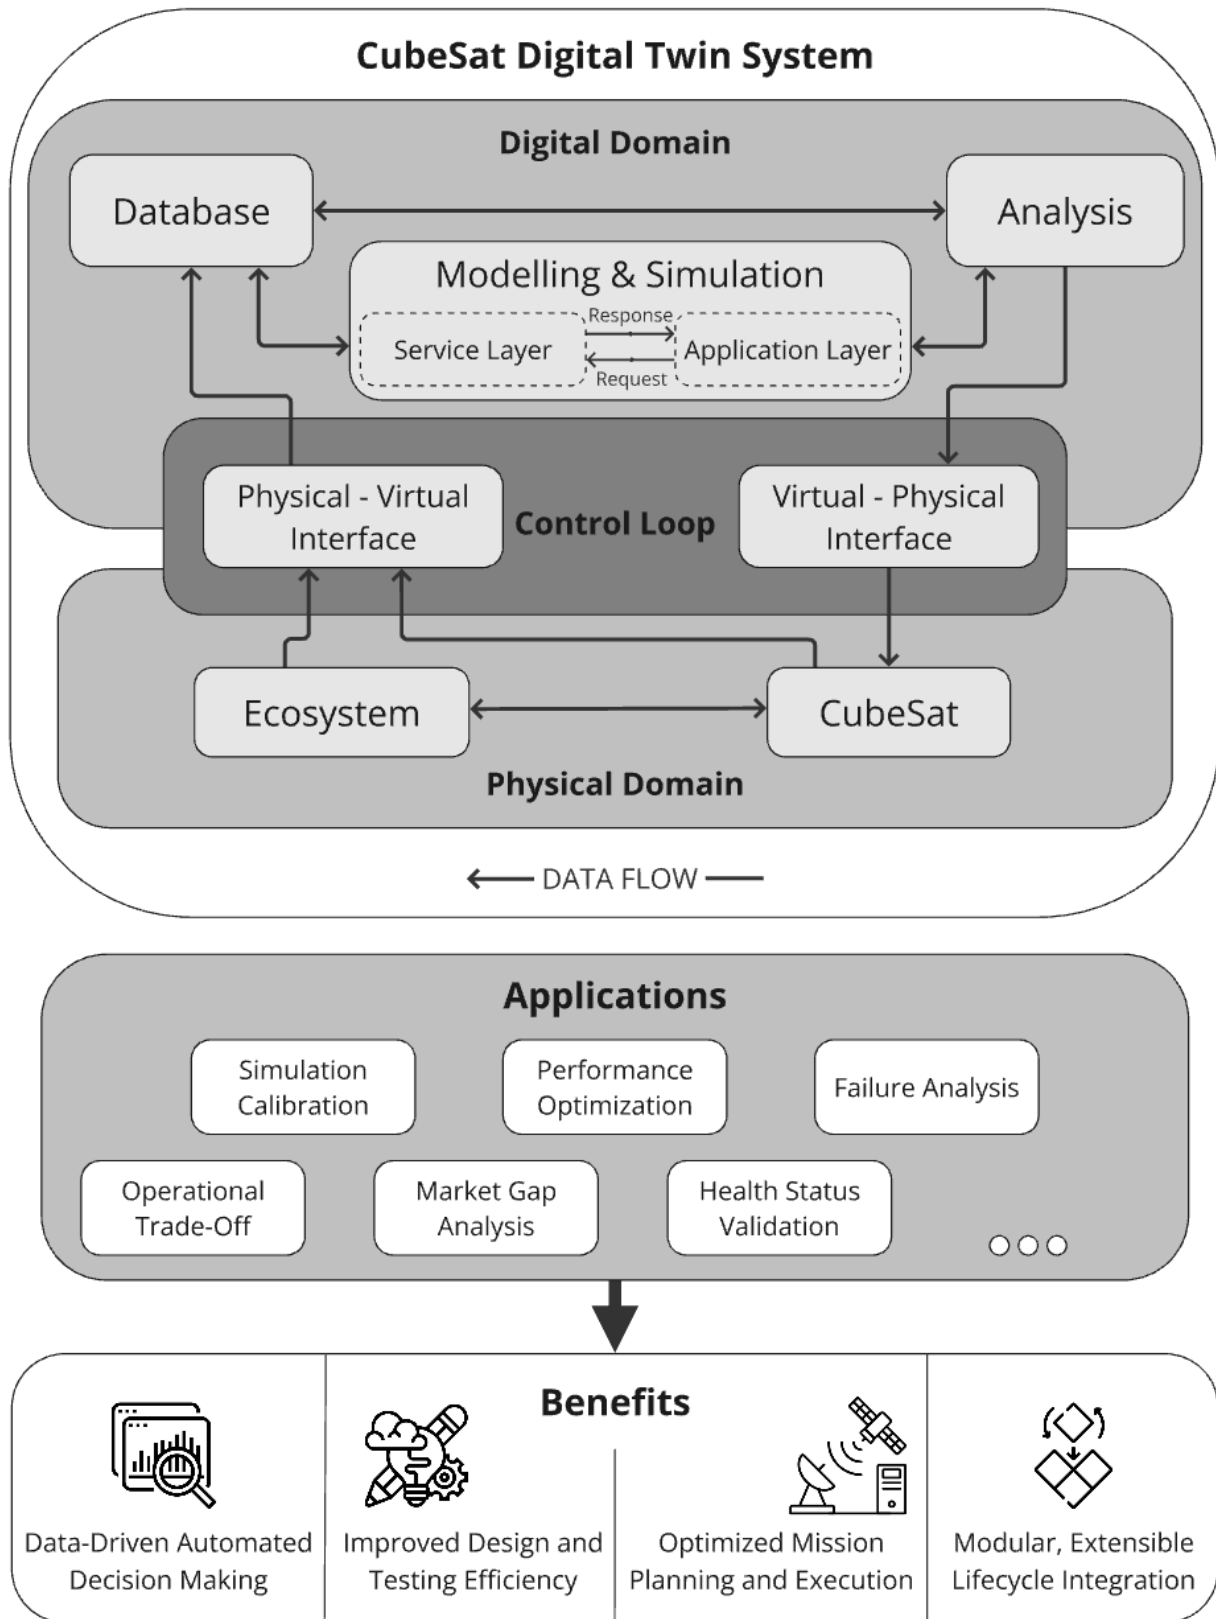 CubeSat Digital Twin System
Digital Domain
Database
Analysis
Modelling & Simulation
Response
Service Layer
Application Layer
Request
Physical - Virtual
Interface
Control Loop
Virtual - Physical
Interface
Ecosystem
CubeSat
Physical Domain
DATA FLOW
Applications
Simulation
Calibration
Performance
Optimization
Failure Analysis
Operational
Trade-Off
Market Gap
Analysis
Health Status
Validation
Benefits
Data-Driven Automated
Decision Making
Improved Design and
Testing Efficiency
Optimized Mission
Planning and Execution
Modular, Extensible
Lifecycle Integration